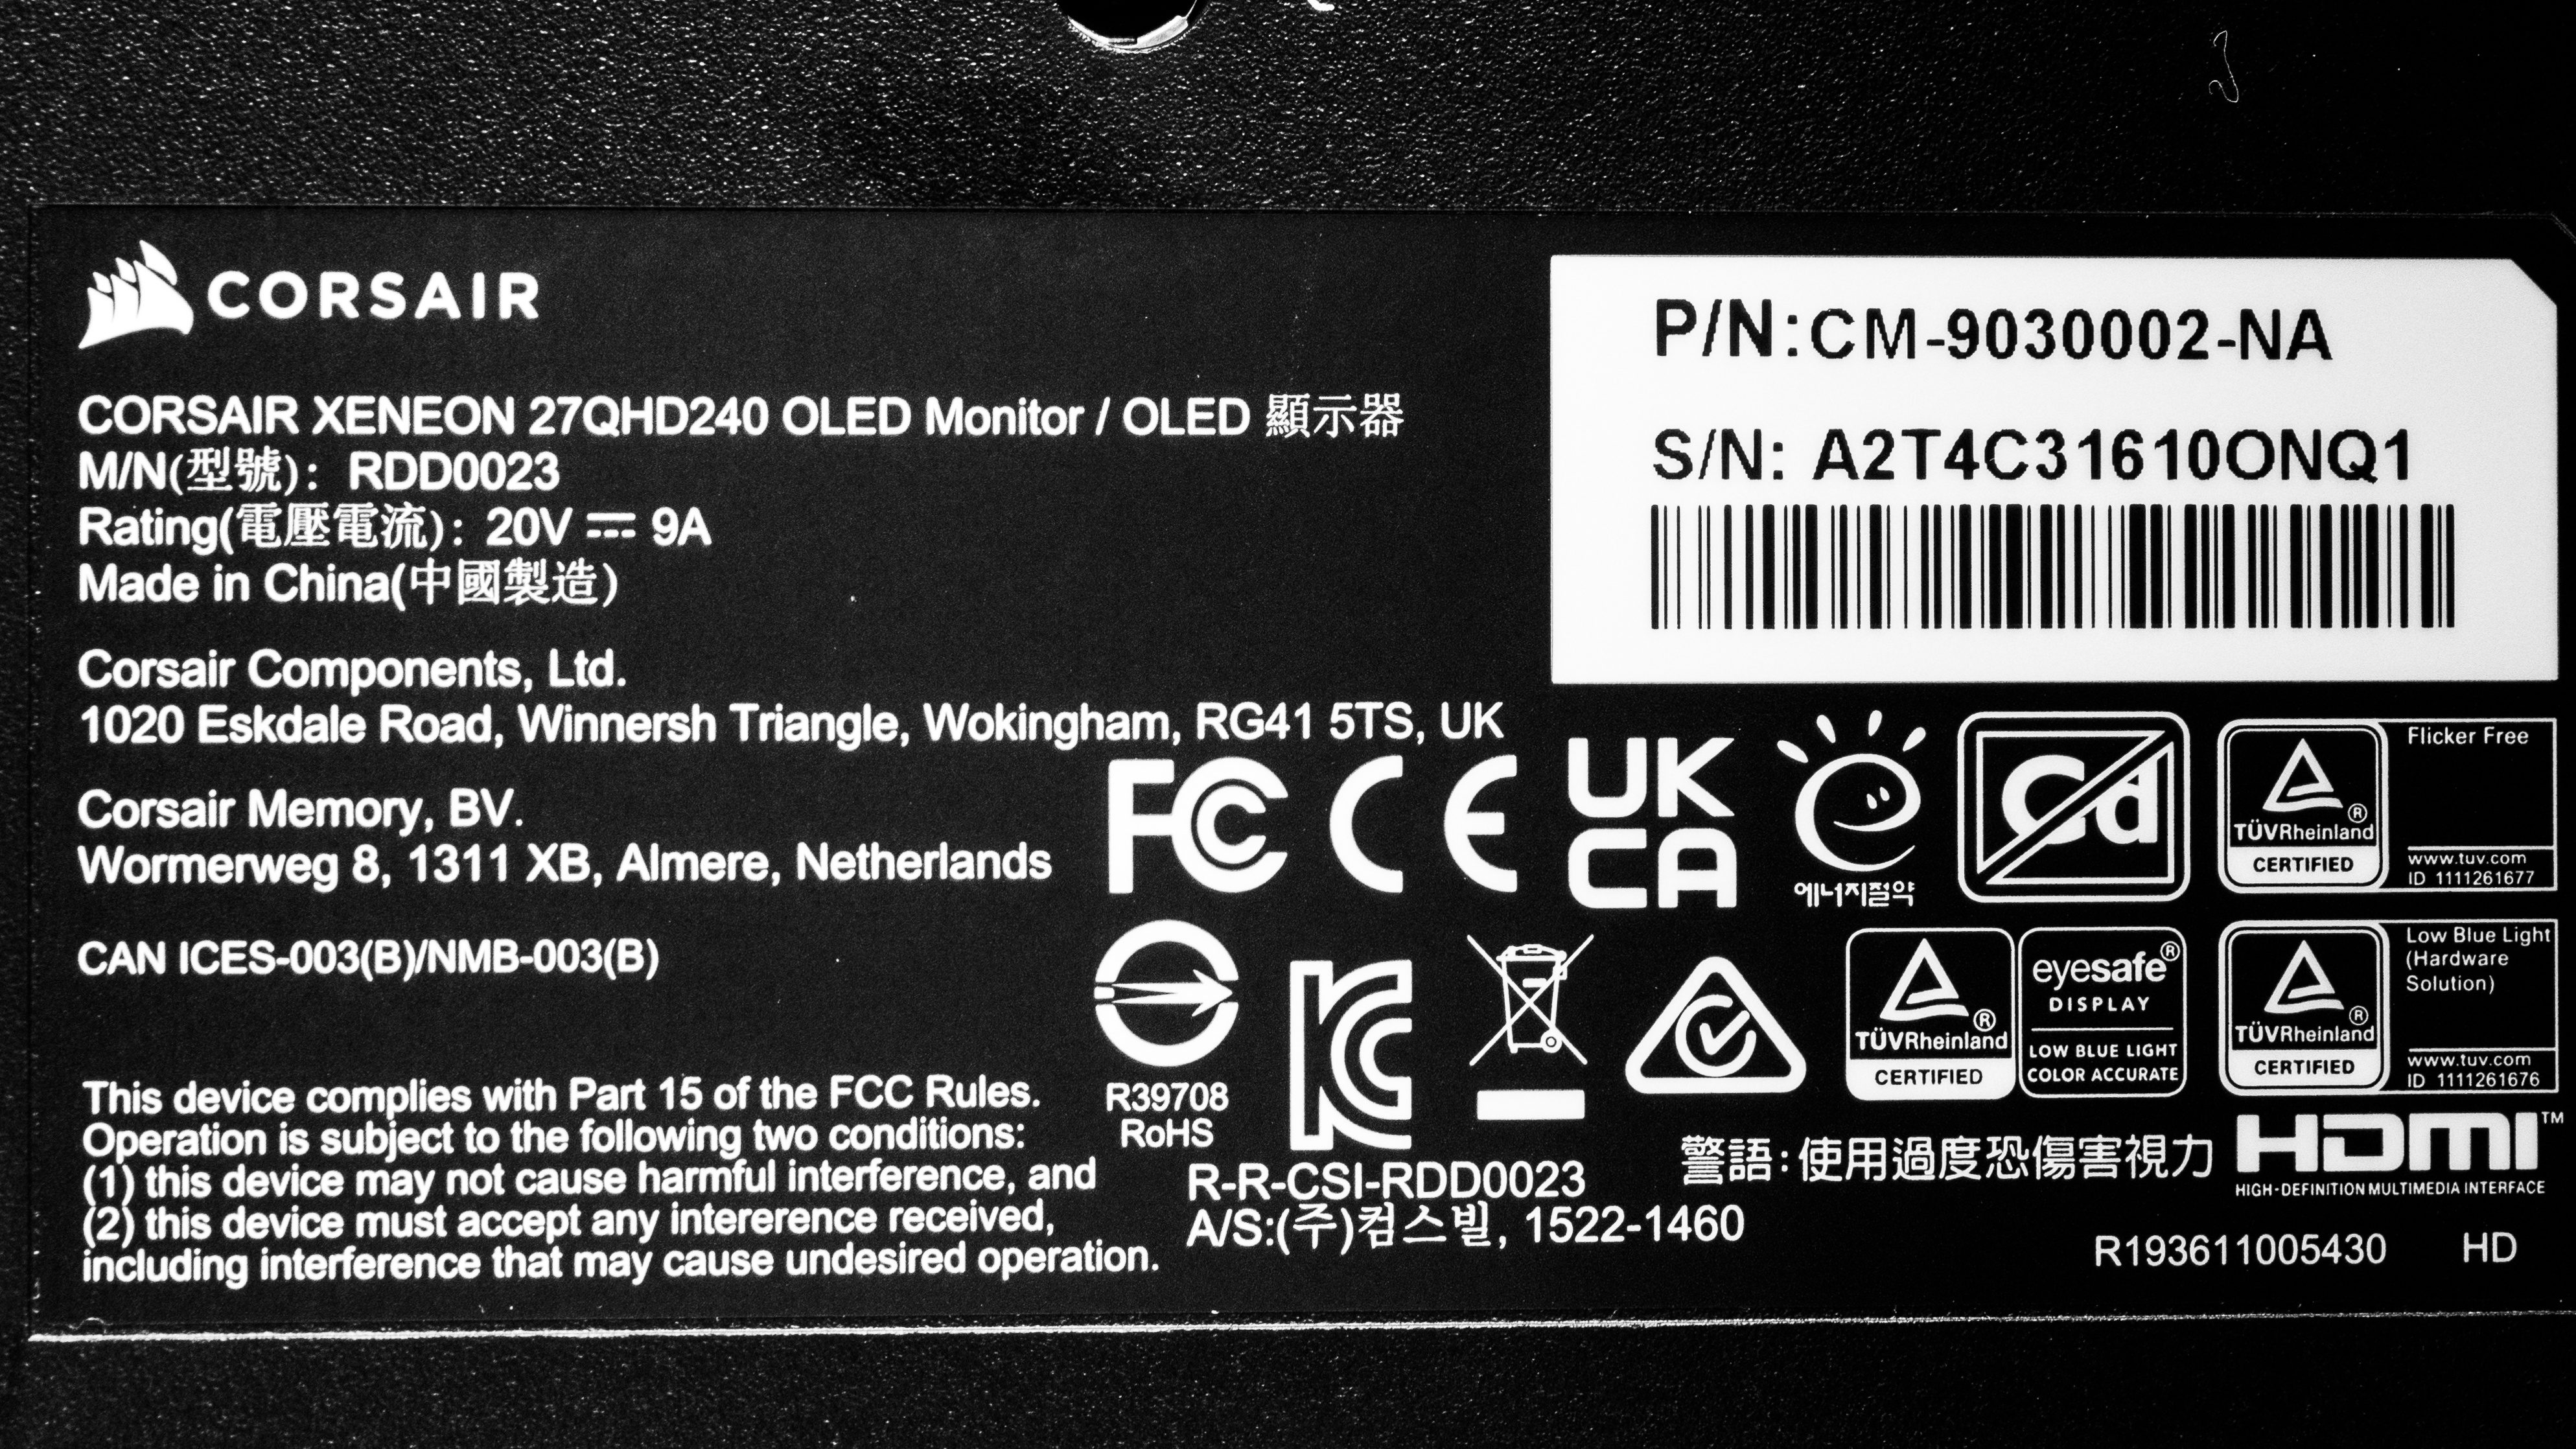 CORSAIR
CORSAIR XENEON 27QHD240 OLED Monitor / OLED 顯示器
M/N(型號): RDD0023
Rating(電壓電流): 20V ⎓ 9A
Made in China(中國製造)
P/N:CM-9030002-NA
S/N: A2T4C31610ONQ1
Corsair Components, Ltd.
1020 Eskdale Road, Winnersh Triangle, Wokingham, RG41 5TS, UK
Corsair Memory, BV.
Wormerweg 8, 1311 XB, Almere, Netherlands
CAN ICES-003(B)/NMB-003(B)
This device complies with Part 15 of the FCC Rules.
Operation is subject to the following two conditions:
(1) this device may not cause harmful interference, and
(2) this device must accept any intererence received,
including interference that may cause undesired operation.
FC
CE
UK
CA
에너지절약
Cd
TÜVRheinland®
CERTIFIED
Flicker Free
www.tuv.com
ID 1111261677
R39708
RoHS
KC
TÜVRheinland®
CERTIFIED
eyesafe®
DISPLAY
LOW BLUE LIGHT
COLOR ACCURATE
TÜVRheinland®
CERTIFIED
Low Blue Light
(Hardware
Solution)
www.tuv.com
ID 1111261676
R-R-CSI-RDD0023
A/S:(주)컴스빌, 1522-1460
警語:使用過度恐傷害視力
HDMI™
HIGH-DEFINITION MULTIMEDIA INTERFACE
R193611005430 HD